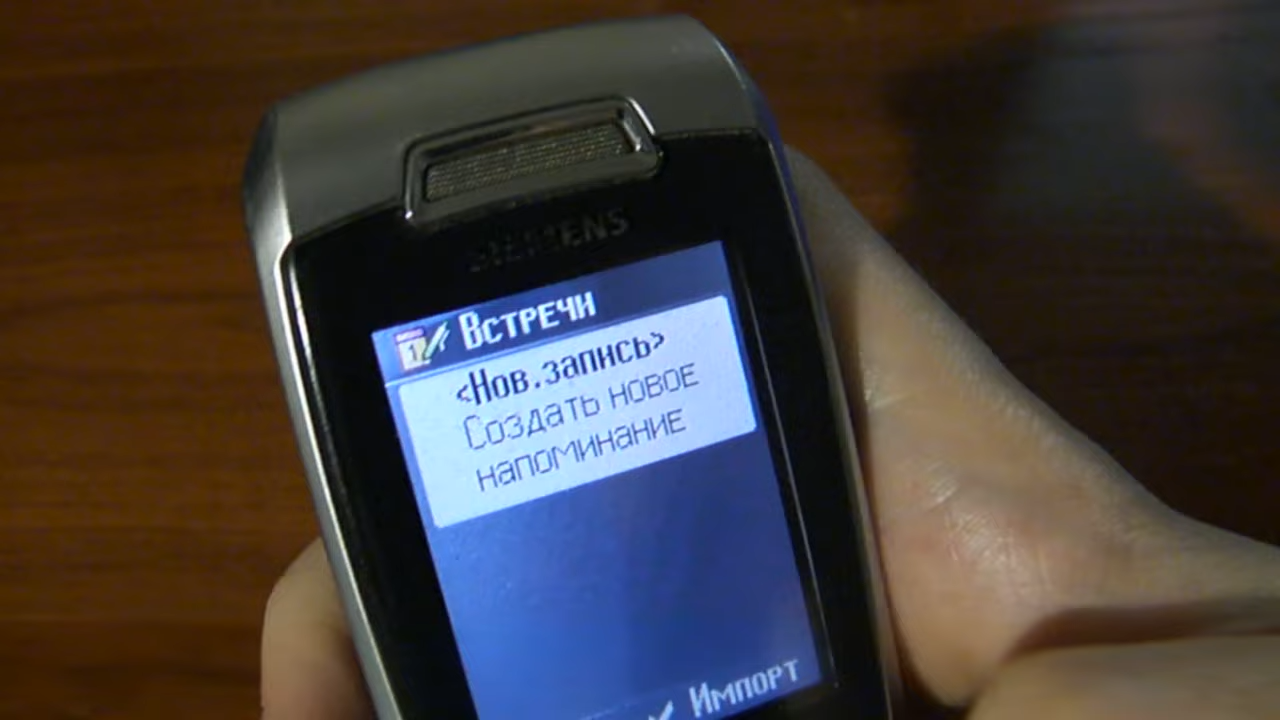 SIEMENS
Встречи
<Нов.запись>
Создать новое
напоминание
Импорт